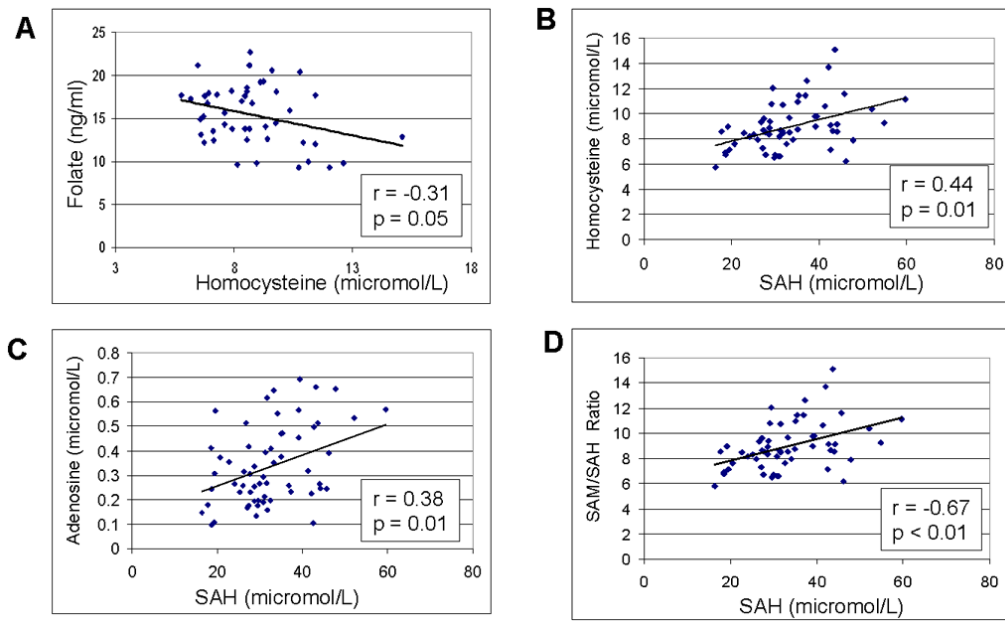 A
25
20
15
10
5
0
3
8
13
18
Folate (ng/ml)
Homocysteine (micromol/L)
r = -0.31
p = 0.05
B
16
14
12
10
8
6
4
2
0
0
20
40
60
80
Homocysteine (micromol/L)
SAH (micromol/L)
r = 0.44
p = 0.01
C
0.8
0.7
0.6
0.5
0.4
0.3
0.2
0.1
0
0
20
40
60
80
Adenosine (micromol/L)
SAH (micromol/L)
r = 0.38
p = 0.01
D
16
14
12
10
8
6
4
2
0
0
20
40
60
80
SAM/SAH Ratio
SAH (micromol/L)
r = -0.67
p < 0.01